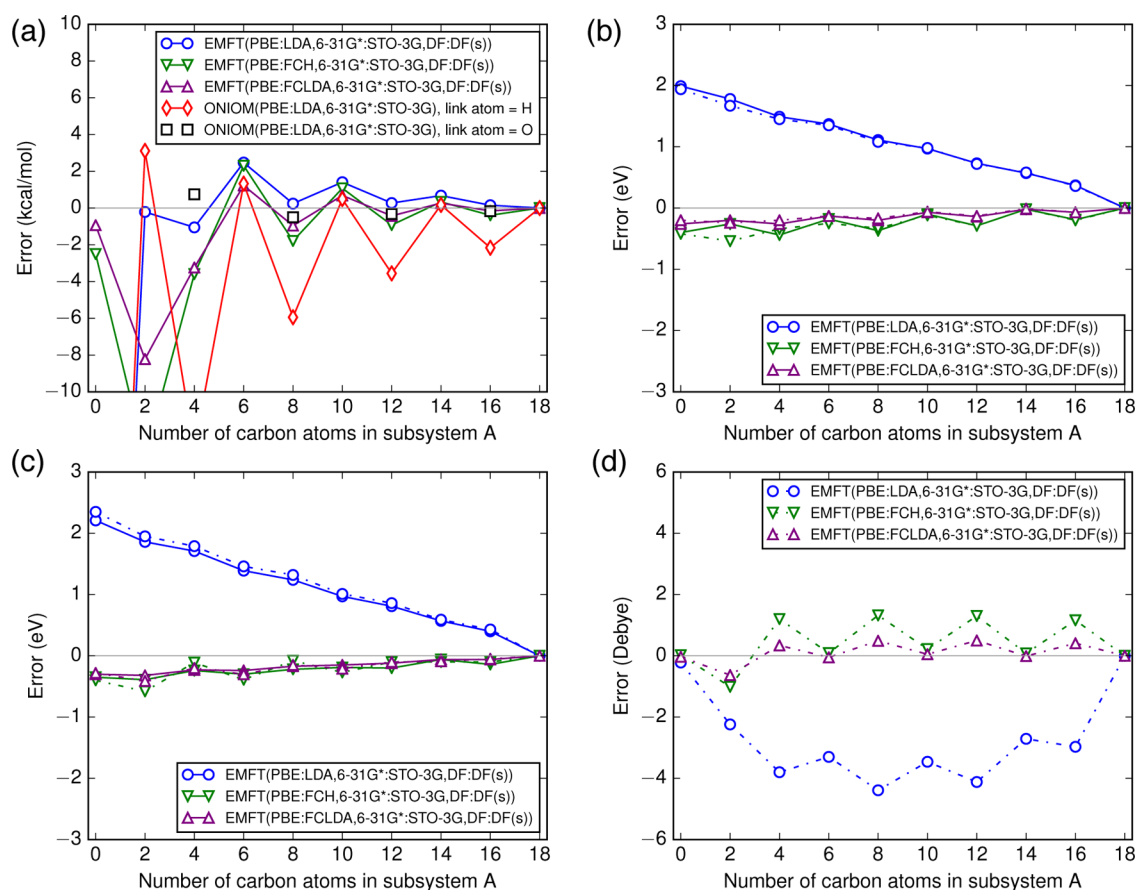 (a)
10
8
6
4
2
0
−2
−4
−6
−8
−10
Error (kcal/mol)
EMFT(PBE:LDA,6-31G*:STO-3G,DF:DF(s))
EMFT(PBE:FCH,6-31G*:STO-3G,DF:DF(s))
EMFT(PBE:FCLDA,6-31G*:STO-3G,DF:DF(s))
ONIOM(PBE:LDA,6-31G*:STO-3G), link atom = H
ONIOM(PBE:LDA,6-31G*:STO-3G), link atom = O
0 2 4 6 8 10 12 14 16 18
Number of carbon atoms in subsystem A
(b)
3
2
1
0
−1
−2
−3
Error (eV)
EMFT(PBE:LDA,6-31G*:STO-3G,DF:DF(s))
EMFT(PBE:FCH,6-31G*:STO-3G,DF:DF(s))
EMFT(PBE:FCLDA,6-31G*:STO-3G,DF:DF(s))
0 2 4 6 8 10 12 14 16 18
Number of carbon atoms in subsystem A
(c)
3
2
1
0
−1
−2
−3
Error (eV)
EMFT(PBE:LDA,6-31G*:STO-3G,DF:DF(s))
EMFT(PBE:FCH,6-31G*:STO-3G,DF:DF(s))
EMFT(PBE:FCLDA,6-31G*:STO-3G,DF:DF(s))
0 2 4 6 8 10 12 14 16 18
Number of carbon atoms in subsystem A
(d)
6
4
2
0
−2
−4
−6
Error (Debye)
EMFT(PBE:LDA,6-31G*:STO-3G,DF:DF(s))
EMFT(PBE:FCH,6-31G*:STO-3G,DF:DF(s))
EMFT(PBE:FCLDA,6-31G*:STO-3G,DF:DF(s))
0 2 4 6 8 10 12 14 16 18
Number of carbon atoms in subsystem A